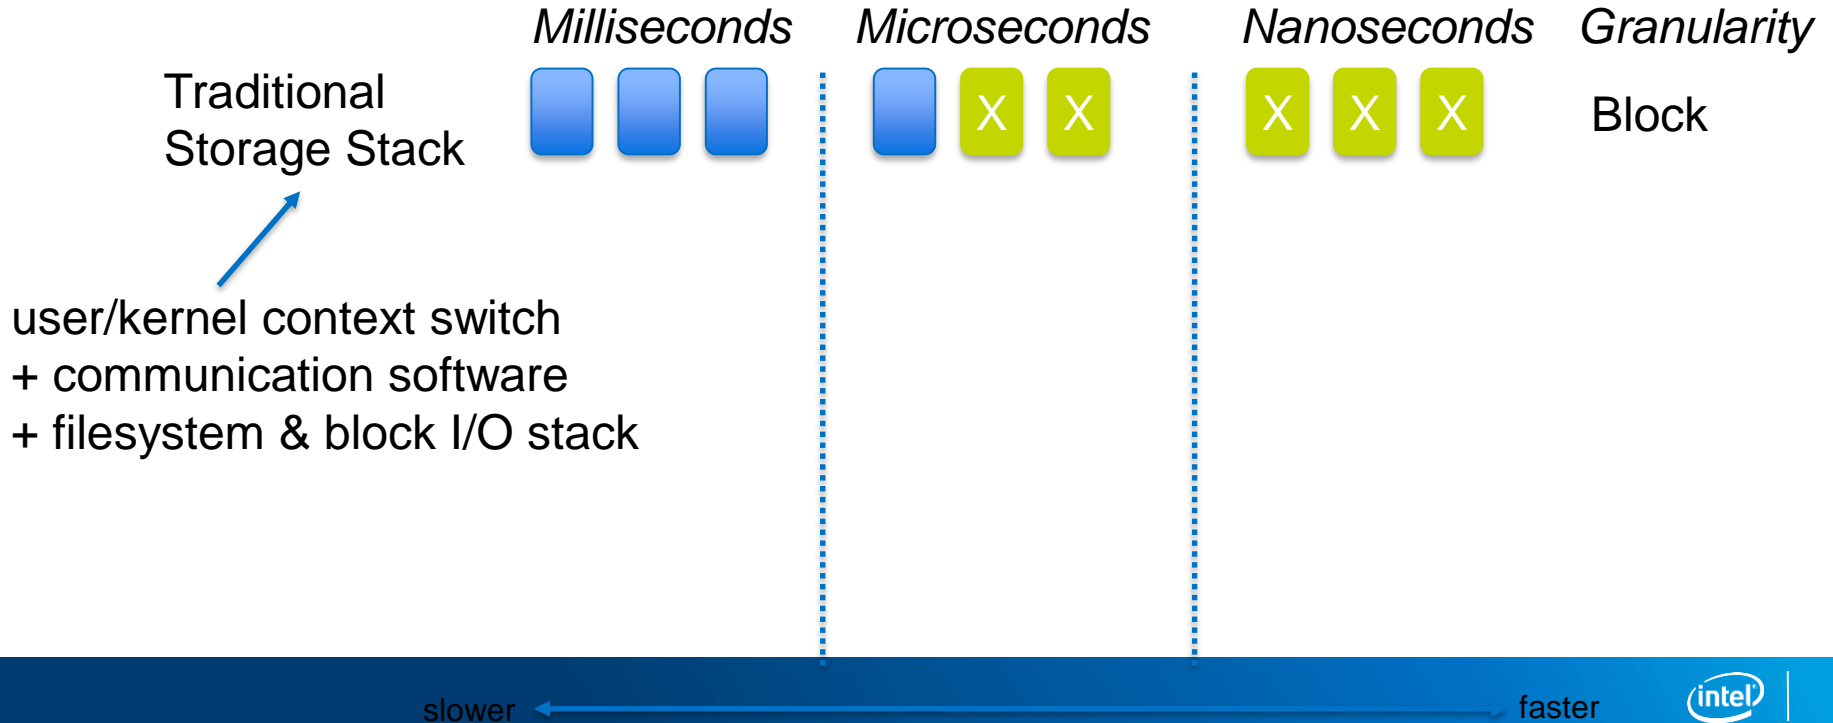 Milliseconds Microseconds Nanoseconds Granularity
Traditional
Storage Stack
X X X X X
Block
user/kernel context switch
+ communication software
+ filesystem & block I/O stack
slower
faster
intel